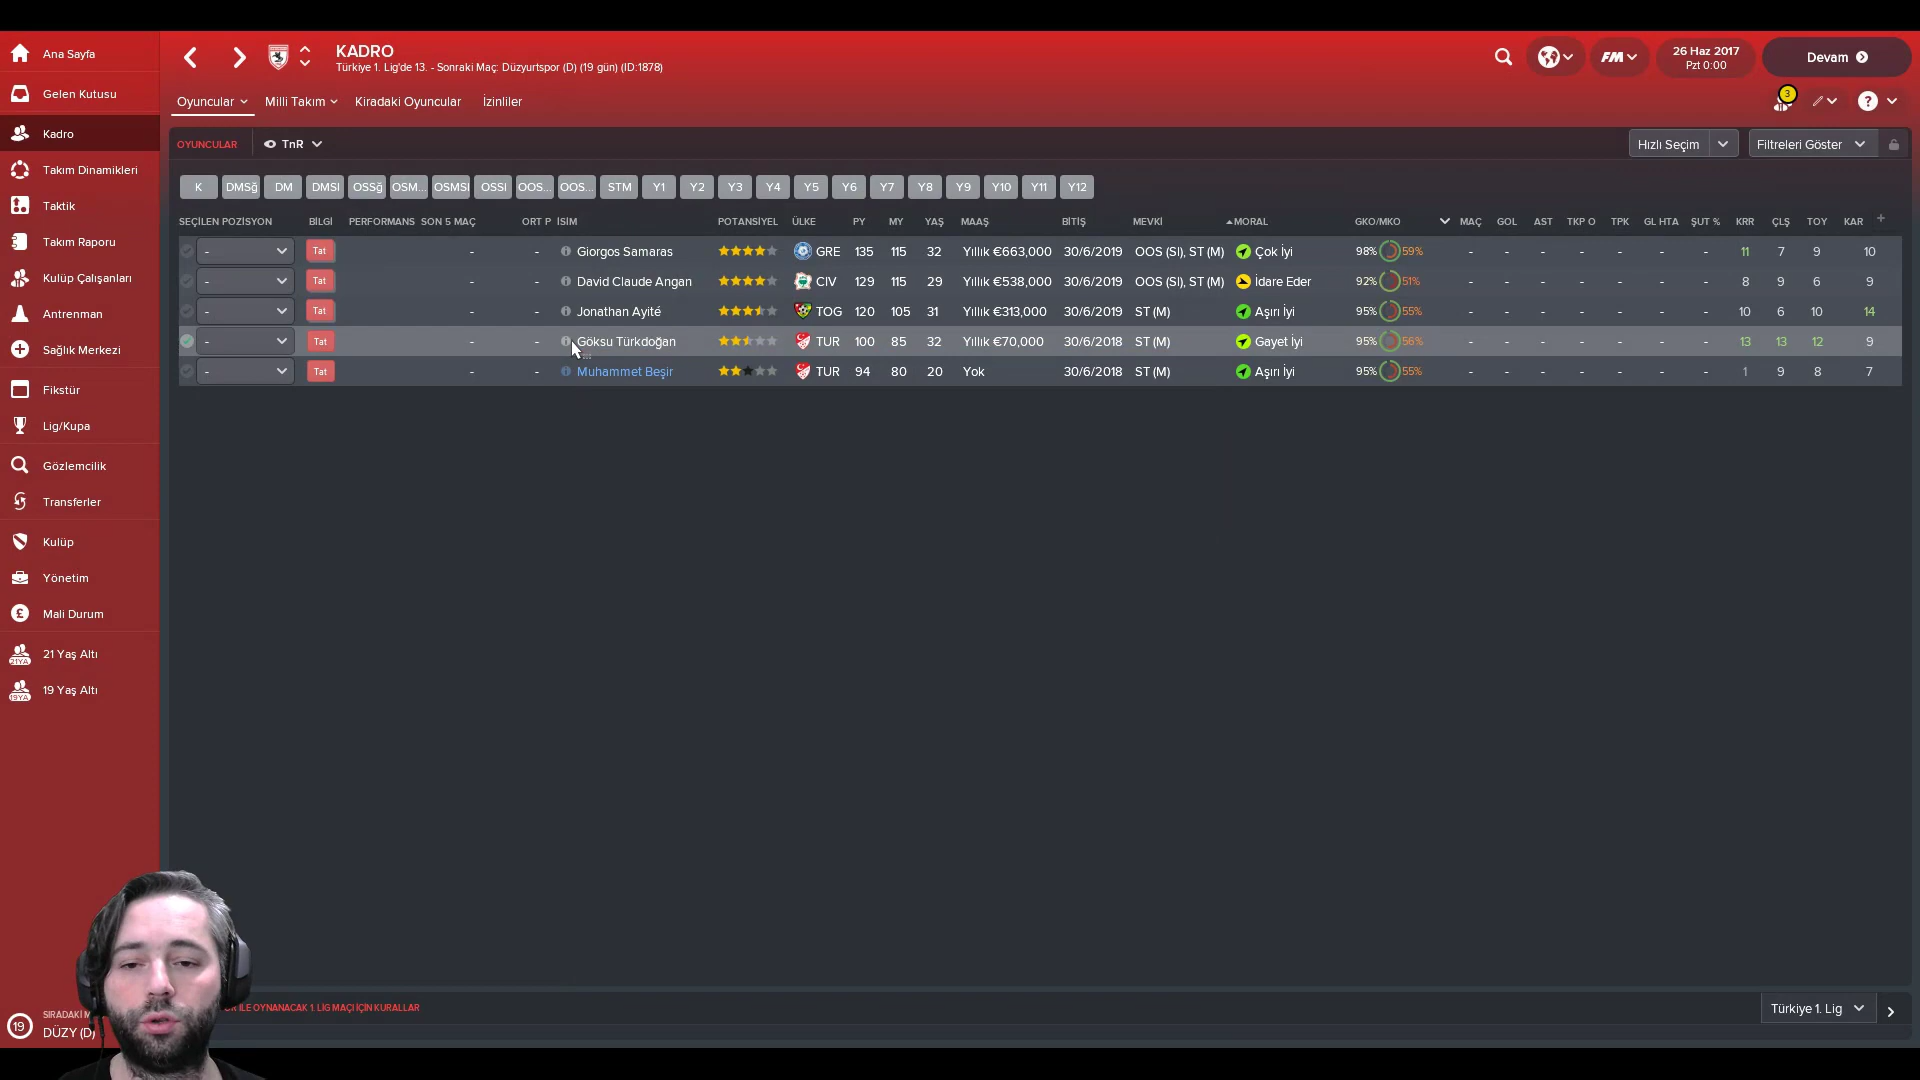 Ana Sayfa
Gelen Kutusu
Kadro
Takım Dinamikleri
Taktik
Takım Raporu
Kulüp Çalışanları
Antrenman
Sağlık Merkezi
Fikstür
Lig/Kupa
Gözlemcilik
Transferler
Kulüp
Yönetim
Mali Durum
21YA 21 Yaş Altı
19YA 19 Yaş Altı
KADRO
Türkiye 1. Lig'de 13. - Sonraki Maç: Düzyurtspor (D) (19 gün) (ID:1878)
FM
26 Haz 2017
Pzt 0:00
Devam
Oyuncular Milli Takım Kiradaki Oyuncular İzinliler
3
?
OYUNCULAR TnR
Hızlı Seçim Filtreleri Göster
K DMSğ DM DMSl OSSğ OSM... OSMSl OSSl OOS... OOS... STM Y1 Y2 Y3 Y4 Y5 Y6 Y7 Y8 Y9 Y10 Y11 Y12
SEÇİLEN POZİSYON BİLGİ PERFORMANS SON 5 MAÇ ORT P İSİM POTANSİYEL ÜLKE PY MY YAŞ MAAŞ BİTİŞ MEVKİ MORAL GKO/MKO MAÇ GOL AST TKP O TPK GL HTA ŞUT % KRR ÇLŞ TOY KAR +
- Tat - - Giorgos Samaras GRE 135 115 32 Yıllık €663,000 30/6/2019 OOS (Sl), ST (M) Çok İyi 98% 59% - - - - - - - 11 7 9 10
- Tat - - David Claude Angan CIV 129 115 29 Yıllık €538,000 30/6/2019 OOS (Sl), ST (M) İdare Eder 92% 51% - - - - - - - 8 9 6 9
- Tat - - Jonathan Ayité TOG 120 105 31 Yıllık €313,000 30/6/2019 ST (M) Aşırı İyi 95% 55% - - - - - - - 10 6 10 14
- Tat - - Göksu Türkdoğan TUR 100 85 32 Yıllık €70,000 30/6/2018 ST (M) Gayet İyi 95% 56% - - - - - - - 13 13 12 9
- Tat - - Muhammet Beşir TUR 94 80 20 Yok 30/6/2018 ST (M) Aşırı İyi 95% 55% - - - - - - - 1 9 8 7
19
SIRADAKİ M
DÜZY (D)
İLE OYNANACAK 1. LİG MAÇI İÇİN KURALLAR
Türkiye 1. Lig